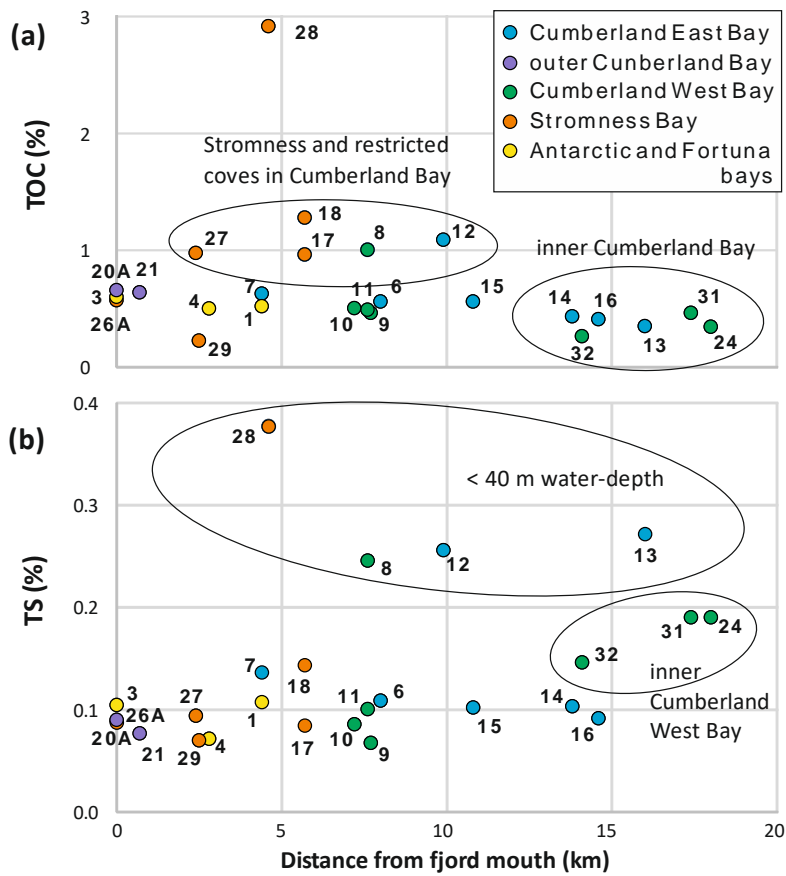 (a)
3
28
Cumberland East Bay
outer Cunberland Bay
Cumberland West Bay
Stromness Bay
Antarctic and Fortuna
bays
2
TOC (%)
Stromness and restricted
coves in Cumberland Bay
27
18
17
8
12
1
inner Cumberland Bay
20A
21
3
26A
4
29
7
1
10
11
9
6
15
14
32
16
13
31
24
0
0.4
(b)
28
< 40 m water-depth
0.3
8
12
13
TS (%)
0.2
32
31
24
inner
Cumberland
West Bay
3
26A
20A
21
27
29
4
7
1
18
17
11
10
9
6
15
14
16
0.1
0.0
0
5
10
15
20
Distance from fjord mouth (km)